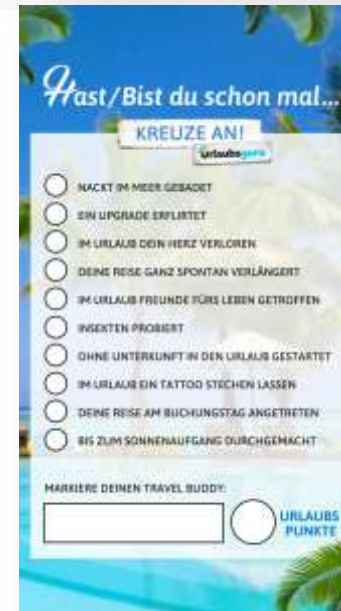 Hast/Bist du schon mal...
KREUZE AN!
urlaubsguru
NACKT IM MEER GEBADET
EIN UPGRADE ERFLIRTET
IM URLAUB DEIN HERZ VERLOREN
DEINE REISE GANZ SPONTAN VERLÄNGERT
IM URLAUB FREUNDE FÜRS LEBEN GETROFFEN
INSEKTEN PROBIERT
OHNE UNTERKUNFT IN DEN URLAUB GESTARTET
IM URLAUB EIN TATTOO STECHEN LASSEN
DEINE REISE AM BUCHUNGSTAG ANGETRETEN
BIS ZUM SONNENAUFGANG DURCHGEMACHT
MARKIERE DEINEN TRAVEL BUDDY:
URLAUBS
PUNKTE